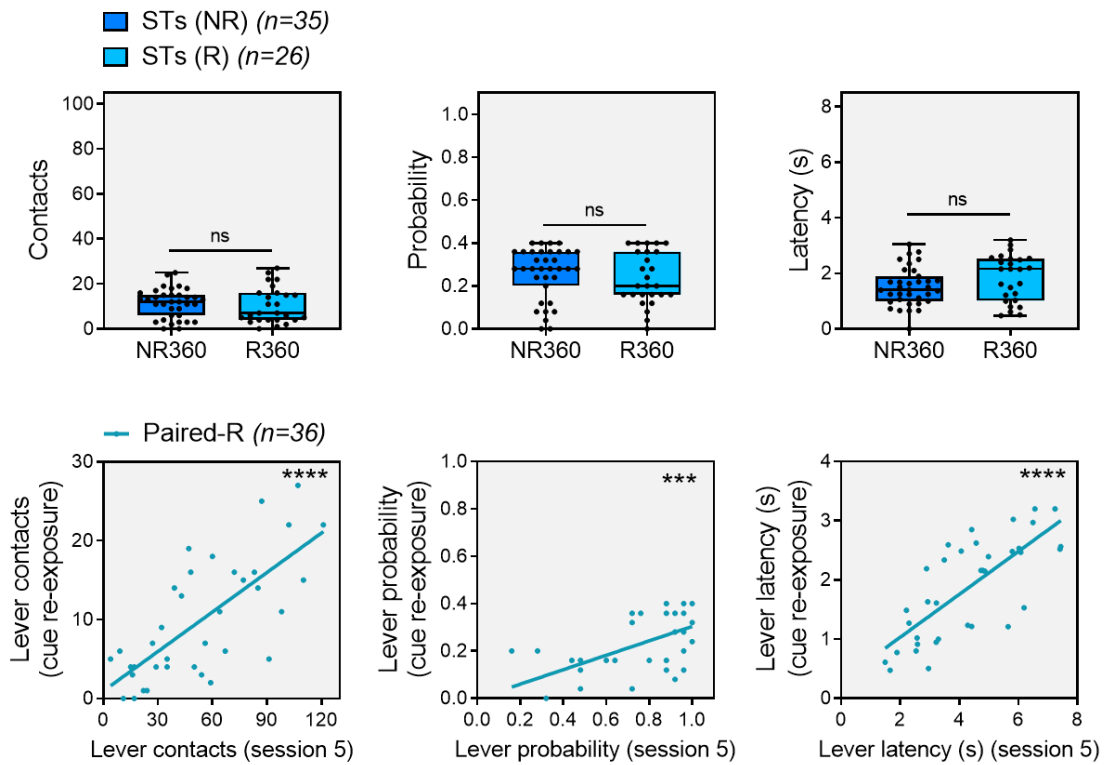 STs (NR) (n=35)
STs (R) (n=26)
Contacts
100
80
60
40
20
0
ns
NR360
R360
Probability
1.0
0.8
0.6
0.4
0.2
0.0
ns
NR360
R360
Latency (s)
8
6
4
2
0
ns
NR360
R360
Paired-R (n=36)
Lever contacts
(cue re-exposure)
30
20
10
0
****
0 30 60 90 120
Lever contacts (session 5)
Lever probability
(cue re-exposure)
1.0
0.8
0.6
0.4
0.2
0.0
***
0.0 0.2 0.4 0.6 0.8 1.0
Lever probability (session 5)
Lever latency (s)
(cue re-exposure)
4
3
2
1
0
****
0 2 4 6 8
Lever latency (s) (session 5)